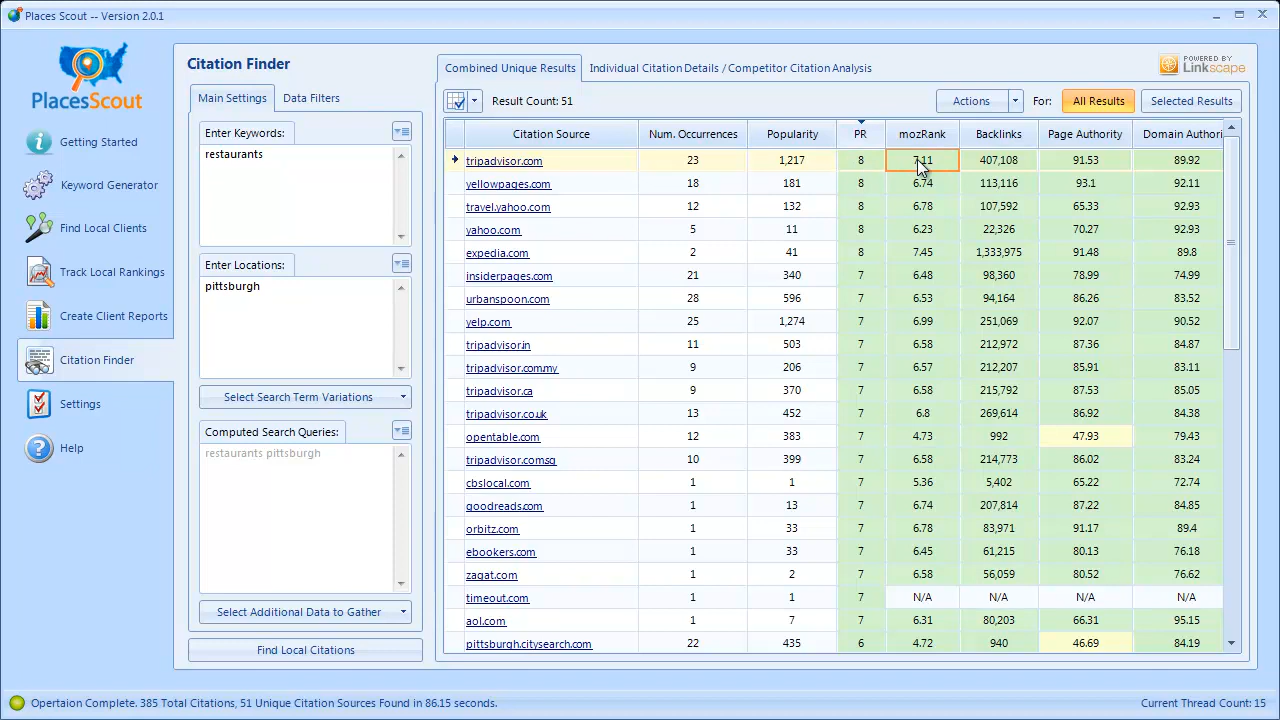 Places Scout -- Version 2.0.1
PlacesScout
Getting Started
Keyword Generator
Find Local Clients
Track Local Rankings
Create Client Reports
Citation Finder
Settings
Help
Citation Finder
Main Settings Data Filters
Enter Keywords:
restaurants
Enter Locations:
pittsburgh
Select Search Term Variations
Computed Search Queries:
restaurants pittsburgh
Select Additional Data to Gather
Find Local Citations
Combined Unique Results Individual Citation Details / Competitor Citation Analysis
POWERED BY
Linkscape
Result Count: 51 Actions For: All Results Selected Results
Citation Source Num. Occurrences Popularity PR mozRank Backlinks Page Authority Domain Authori
tripadvisor.com 23 1,217 8 7.11 407,108 91.53 89.92
yellowpages.com 18 181 8 6.74 113,116 93.1 92.11
travel.yahoo.com 12 132 8 6.78 107,592 65.33 92.93
yahoo.com 5 11 8 6.23 22,326 70.27 92.93
expedia.com 2 41 8 7.45 1,333,975 91.48 89.8
insiderpages.com 21 340 7 6.48 98,360 78.99 74.99
urbanspoon.com 28 596 7 6.53 94,164 86.26 83.52
yelp.com 25 1,274 7 6.99 251,069 92.07 90.52
tripadvisor.in 11 503 7 6.58 212,972 87.36 84.87
tripadvisor.com.my 9 206 7 6.57 212,207 85.91 83.11
tripadvisor.ca 9 370 7 6.58 215,792 87.53 85.05
tripadvisor.co.uk 13 452 7 6.8 269,614 86.92 84.38
opentable.com 12 383 7 4.73 992 47.93 79.43
tripadvisor.com.sg 10 399 7 6.58 214,773 86.02 83.24
cbslocal.com 1 1 7 5.36 5,402 65.22 72.74
goodreads.com 1 13 7 6.74 207,814 87.22 84.85
orbitz.com 1 33 7 6.78 83,971 91.17 89.4
ebookers.com 1 33 7 6.45 61,215 80.13 76.18
zagat.com 1 2 7 6.58 56,059 80.52 76.62
timeout.com 1 1 7 N/A N/A N/A N/A
aol.com 1 7 7 6.31 80,203 66.31 95.15
pittsburgh.citysearch.com 22 435 6 4.72 940 46.69 84.19
Opertaion Complete. 385 Total Citations, 51 Unique Citation Sources Found in 86.15 seconds.
Current Thread Count: 15